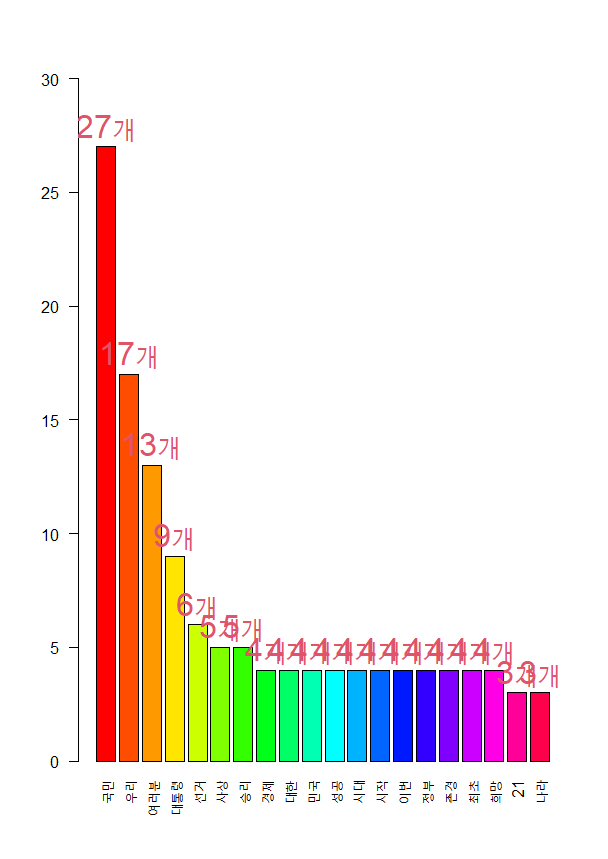 30
25
20
15
10
5
0
27개
17개
13개
9개
6개
5개
5개
4개
4개
4개
4개
4개
4개
4개
4개
4개
4개
4개
3개
3개
국민
우리
여러분
대통령
선거
사상
승리
경제
대한
민국
성공
시대
시작
이번
정부
존경
최초
희망
21
나라